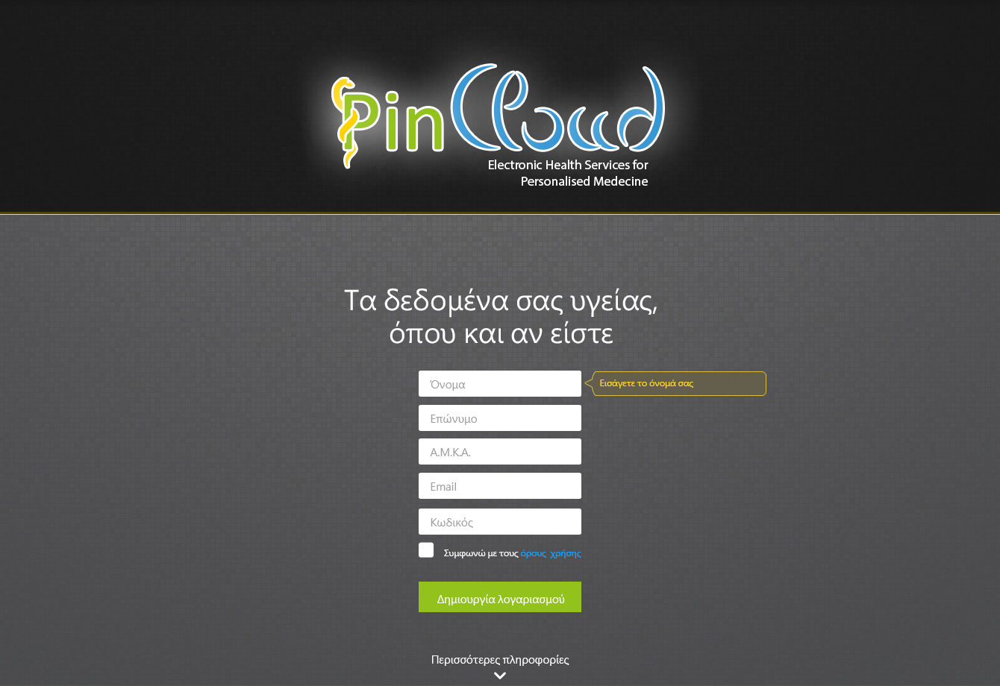 PinCloud
Electronic Health Services for
Personalised Medecine
Τα δεδομένα σας υγείας,
όπου και αν είστε
Όνομα
Εισάγετε το όνομά σας
Επώνυμο
Α.Μ.Κ.Α.
Email
Κωδικός
Συμφωνώ με τους όρους χρήσης
Δημιουργία λογαριασμού
Περισσότερες πληροφορίες